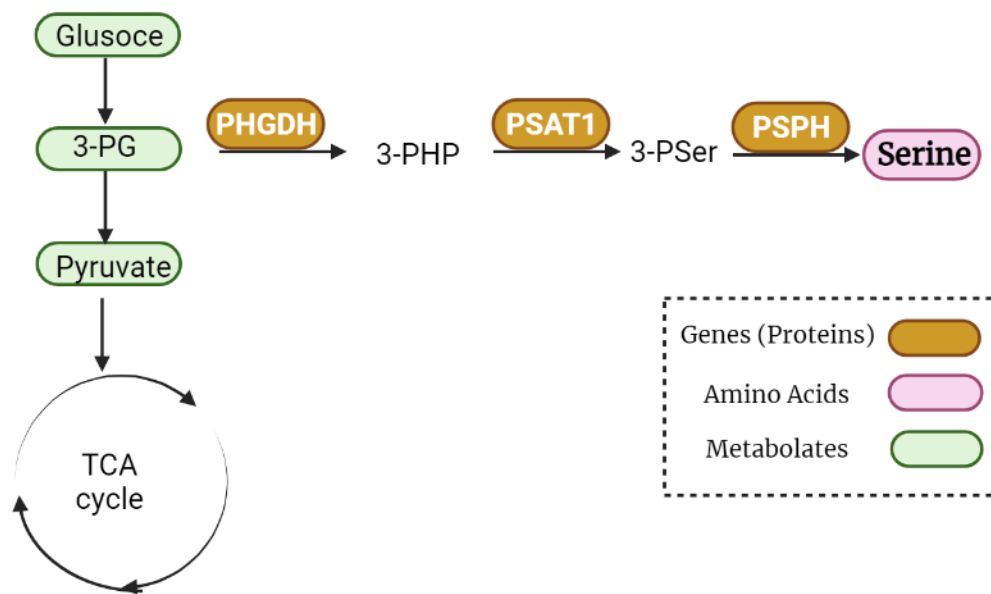 Glusoce
3-PG
PHGDH
3-PHP
PSAT1
3-PSer
PSPH
Serine
Pyruvate
TCA
cycle
Genes (Proteins)
Amino Acids
Metabolates